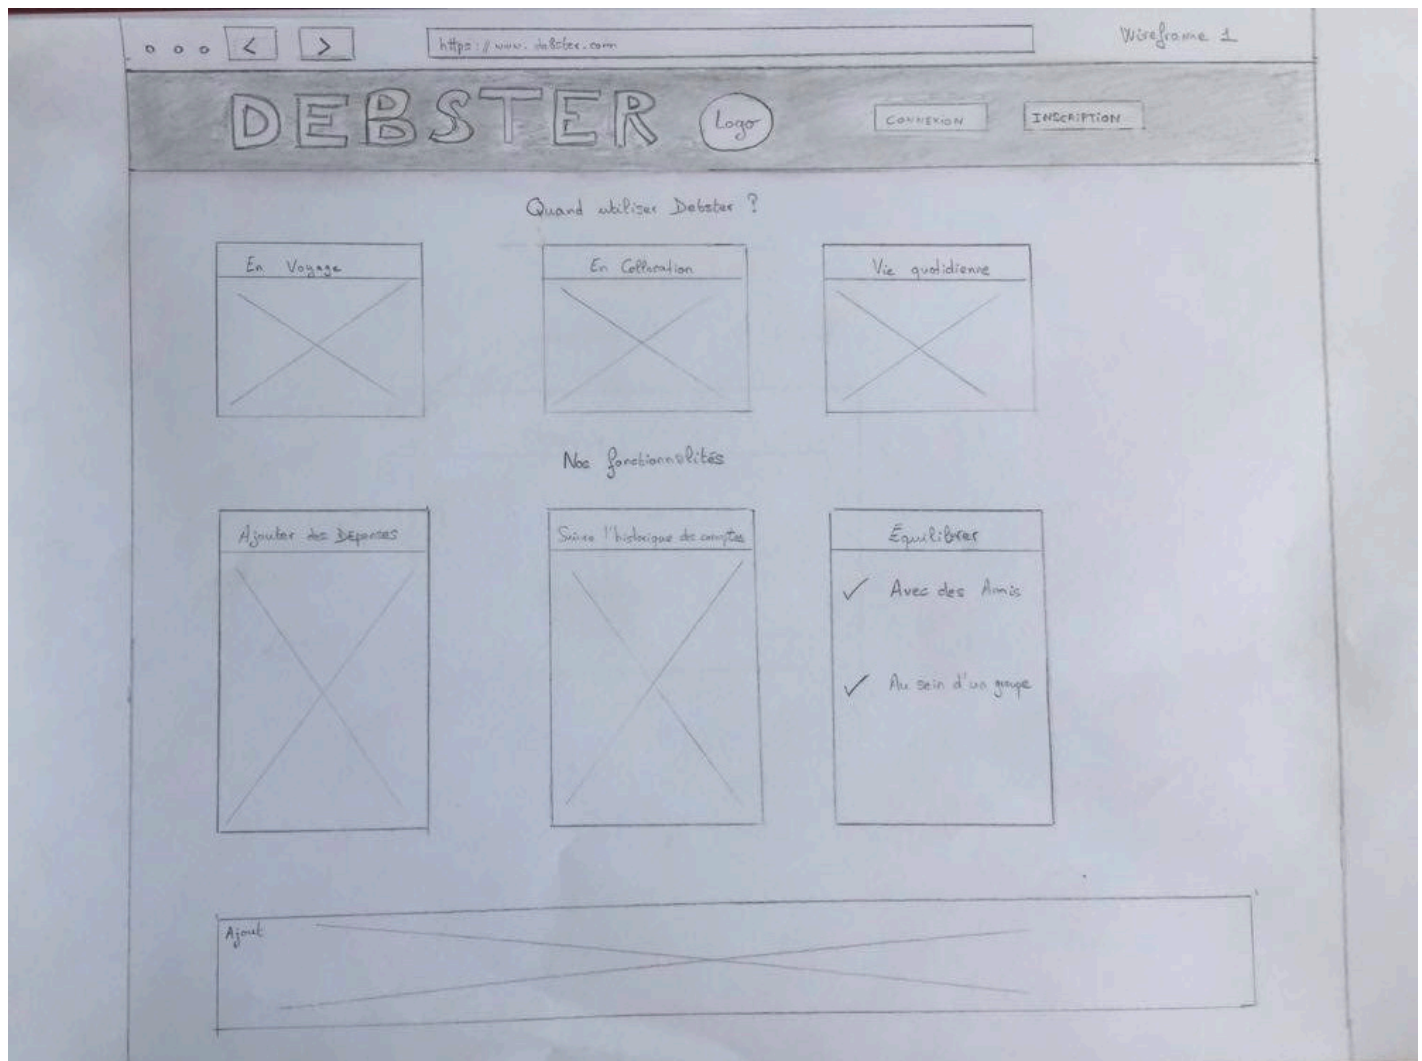 Wireframe 1
< >
https://www.debster.com
DEBSTER
Logo
CONNEXION
INSCRIPTION
Quand utiliser Debster ?
En Voyage
En Collocation
Vie quotidienne
Nos fonctionnalités
Ajouter des Dépenses
Suivre l'historique des comptes
Équilibrer
✓ Avec des Amis
✓ Au sein d'un groupe
Ajout